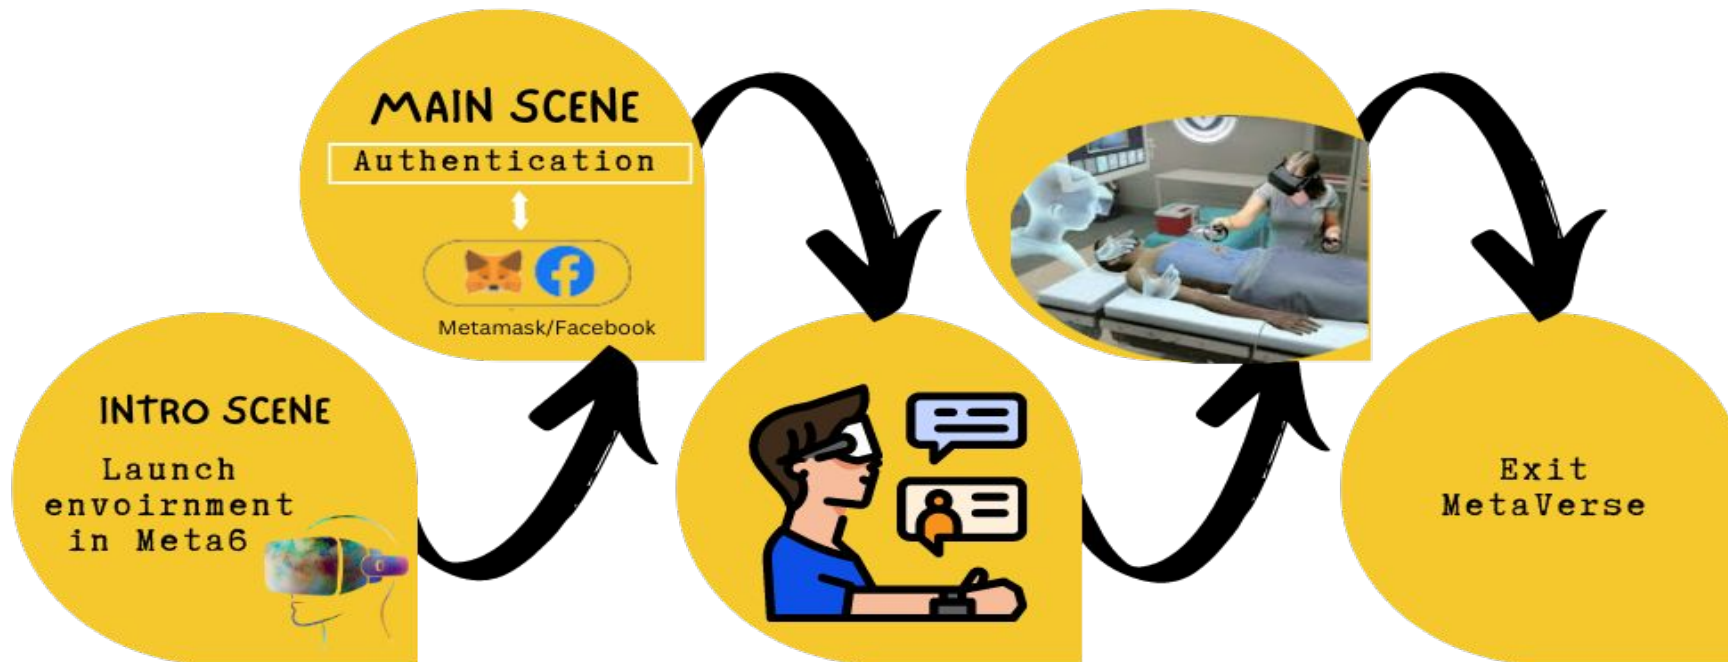 INTRO SCENE
Launch
envoirnment
in Meta6
MAIN SCENE
Authentication
Metamask/Facebook
Exit
MetaVerse